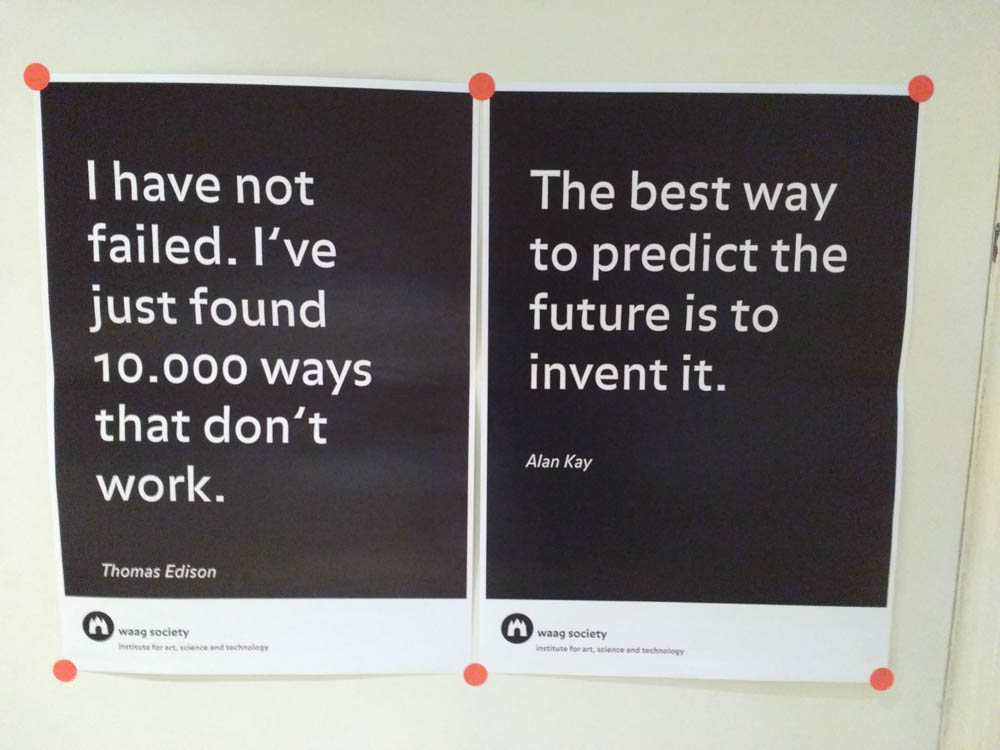 I have not
failed. I‘ve
just found
10.000 ways
that don‘t
work.
Thomas Edison
waag society
institute for art, science and technology
The best way
to predict the
future is to
invent it.
Alan Kay
waag society
institute for art, science and technology